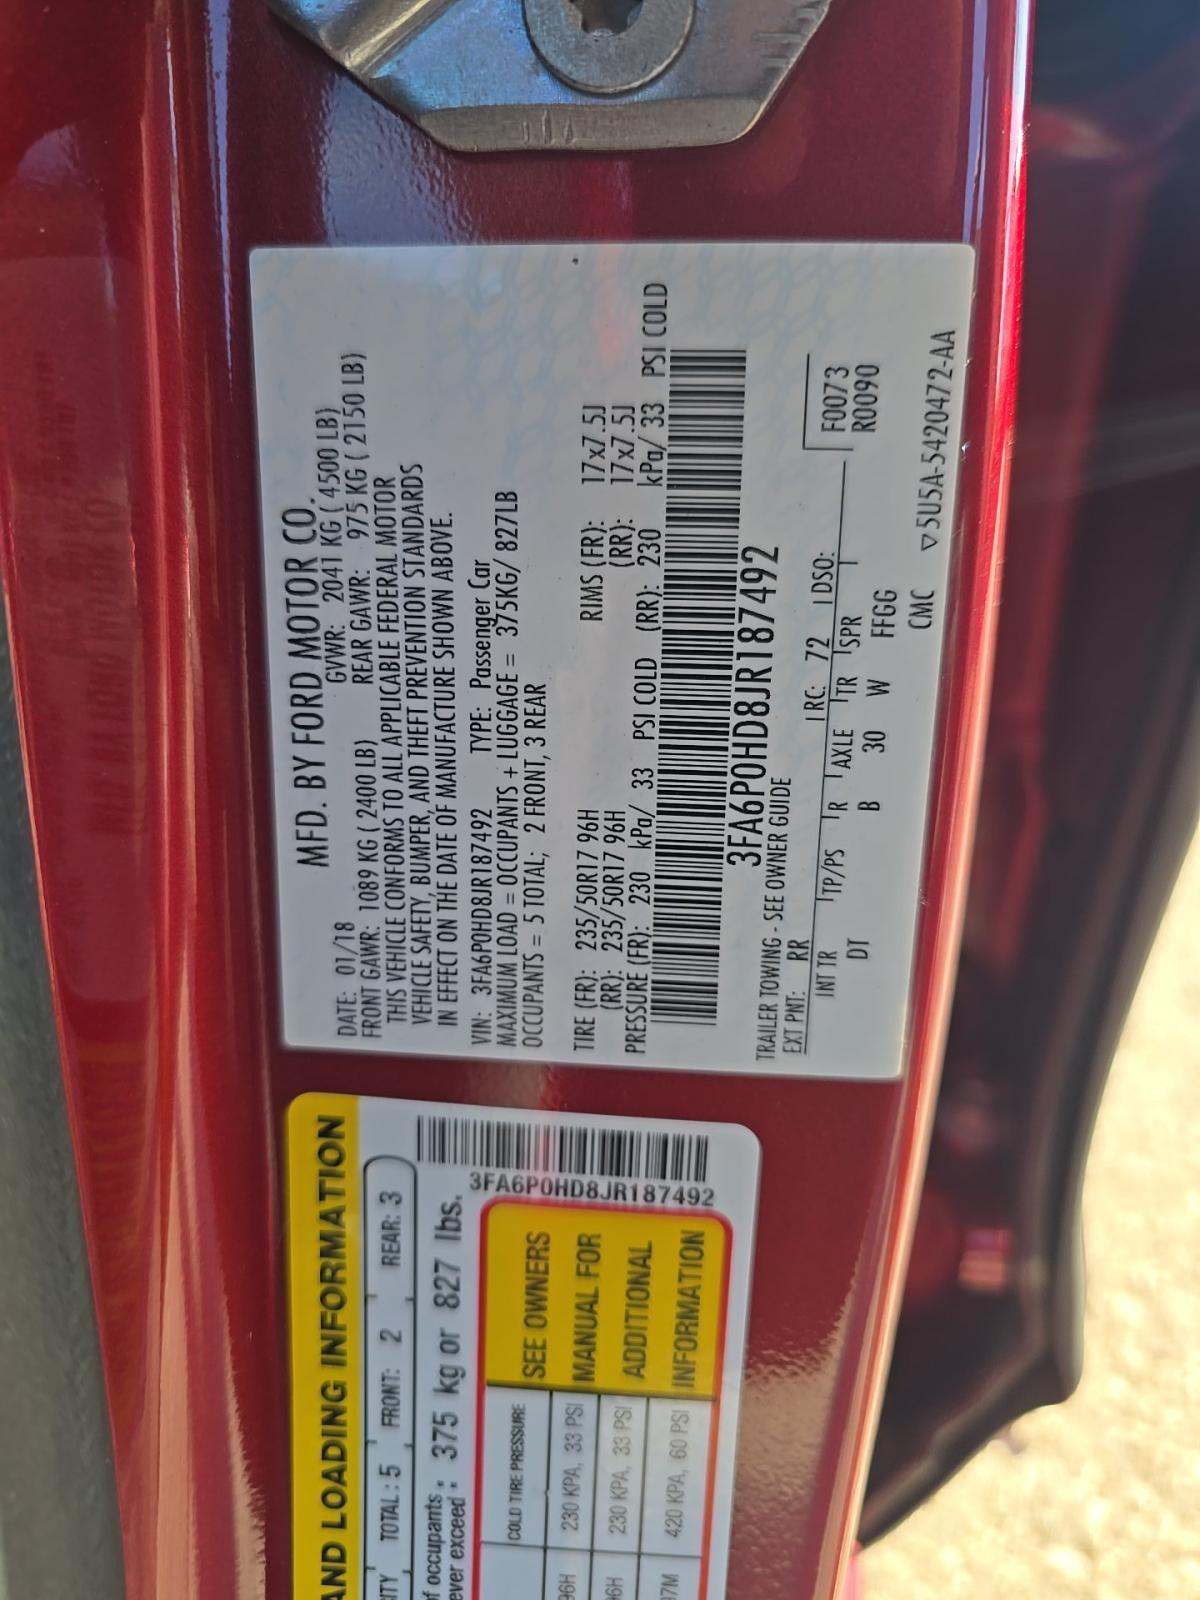 MFD. BY FORD MOTOR CO.
DATE: 01/18 GVWR: 2041 KG ( 4500 LB)
FRONT GAWR: 1089 KG ( 2400 LB) REAR GAWR: 975 KG ( 2150 LB)
THIS VEHICLE CONFORMS TO ALL APPLICABLE FEDERAL MOTOR
VEHICLE SAFETY, BUMPER, AND THEFT PREVENTION STANDARDS
IN EFFECT ON THE DATE OF MANUFACTURE SHOWN ABOVE.
VIN: 3FA6P0HD8JR187492 TYPE: Passenger Car
MAXIMUM LOAD = OCCUPANTS + LUGGAGE = 375KG/ 827LB
OCCUPANTS = 5 TOTAL; 2 FRONT, 3 REAR
TIRE (FR): 235/50R17 96H RIMS (FR): 17x7.5J
(RR): 235/50R17 96H (RR): 17x7.5J
PRESSURE (FR): 230 kPa/ 33 PSI COLD (RR): 230 kPa/ 33 PSI COLD
3FA6P0HD8JR187492
TRAILER TOWING - SEE OWNER GUIDE
EXT PNT: RR RC: 72 DSO: F0073
R0090
INT TR TP/PS R AXLE TR SPR
DT B 30 W FFGG
CMC ▽5U5A-5420472-AA
AND LOADING INFORMATION
ITY TOTAL : 5 FRONT: 2 REAR: 3
of occupants
ever exceed 375 kg or 827 lbs.
3FA6P0HD8JR187492
COLD TIRE PRESSURE
96H 230 KPA, 33 PSI
96H 230 KPA, 33 PSI
97M 420 KPA, 60 PSI
SEE OWNERS
MANUAL FOR
ADDITIONAL
INFORMATION